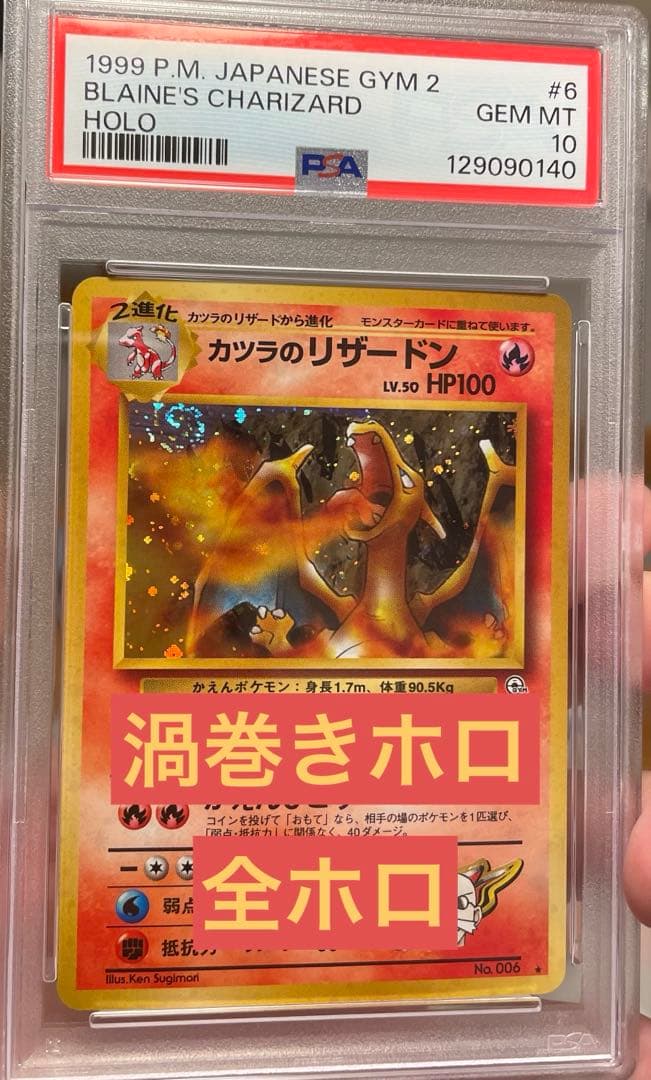 1999 P.M. JAPANESE GYM 2 #6
BLAINE'S CHARIZARD GEM MT
HOLO 10
PSA 129090140
2進化 カツラのリザードから進化 モンスターカードに重ねて使います。
カツラのリザードン
LV.50 HP100
かえんポケモン：身長1.7m、体重90.5Kg
渦巻きホロ
コインを投げて「おもて」なら、相手の場のポケモンを1匹選び、
「弱点・抵抗力」に関係なく、40ダメージ。
全ホロ
弱点
抵抗力
Illus.Ken Sugimori No.006 ★
PSA